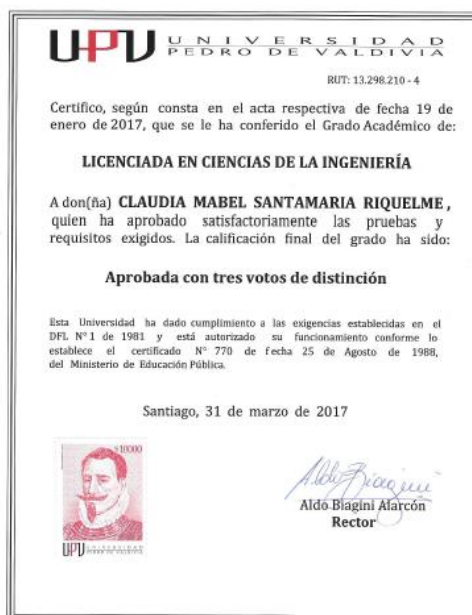 UPV UNIVERSIDAD
PEDRO DE VALDIVIA
RUT: 13.298.210 - 4
Certifico, según consta en el acta respectiva de fecha 19 de
enero de 2017, que se le ha conferido el Grado Académico de:
LICENCIADA EN CIENCIAS DE LA INGENIERÍA
A don(ña) CLAUDIA MABEL SANTAMARIA RIQUELME,
quien ha aprobado satisfactoriamente las pruebas y
requisitos exigidos. La calificación final del grado ha sido:
Aprobada con tres votos de distinción
Esta Universidad ha dado cumplimiento a las exigencias establecidas en el
DFL N° 1 de 1981 y está autorizado su funcionamiento conforme lo
establece el certificado N° 770 de fecha 25 de Agosto de 1988,
del Ministerio de Educación Pública.
Santiago, 31 de marzo de 2017
$10000
UPV UNIVERSIDAD
PEDRO DE VALDIVIA
Aldo Biagini
Aldo Biagini Alarcón
Rector